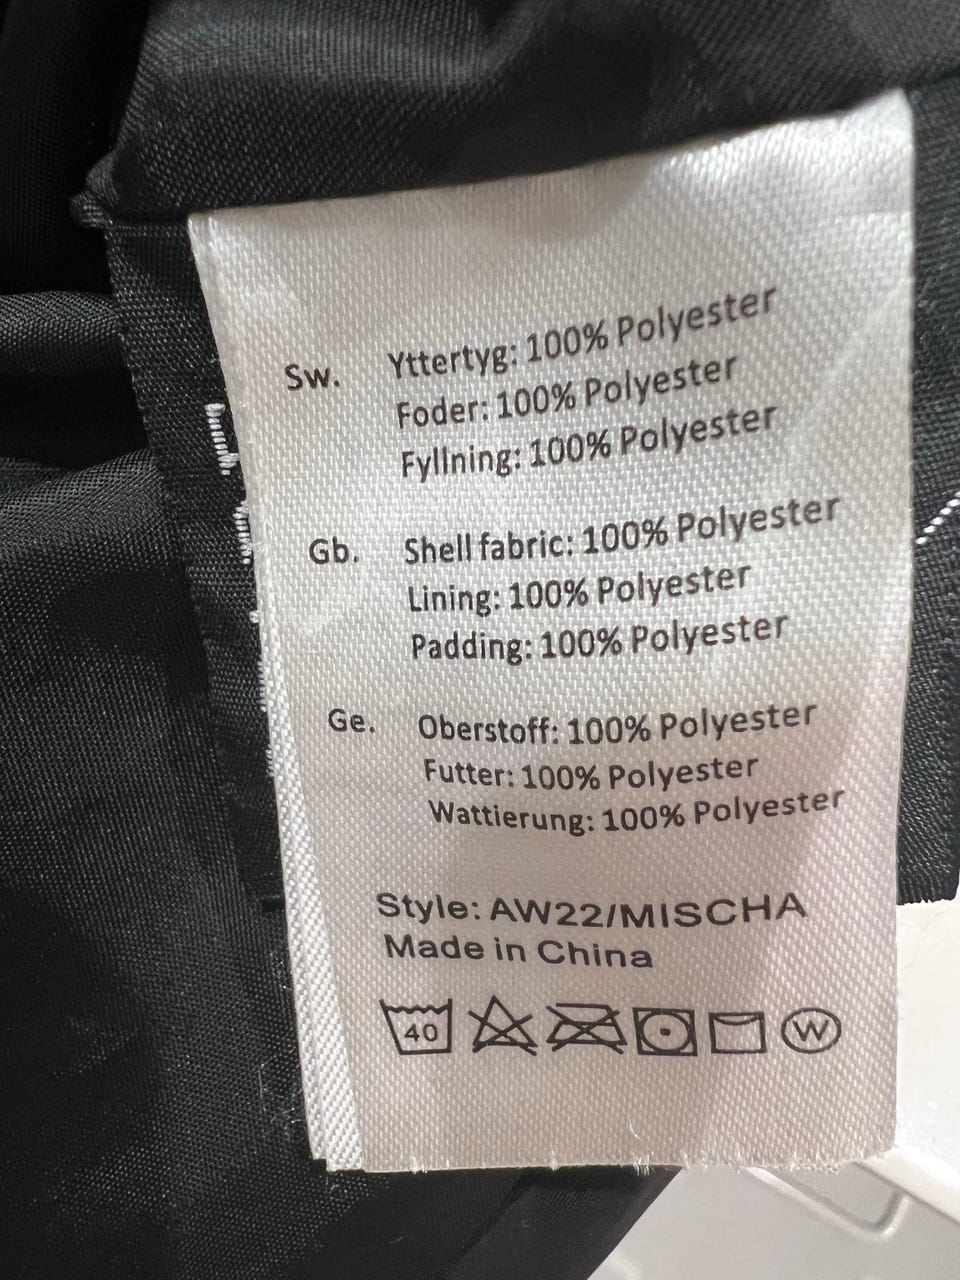 Sw. Yttertyg: 100% Polyester
Foder: 100% Polyester
Fyllning: 100% Polyester
Gb. Shell fabric: 100% Polyester
Lining: 100% Polyester
Padding: 100% Polyester
Ge. Oberstoff: 100% Polyester
Futter: 100% Polyester
Wattierung: 100% Polyester
Style: AW22/MISCHA
Made in China
40 W